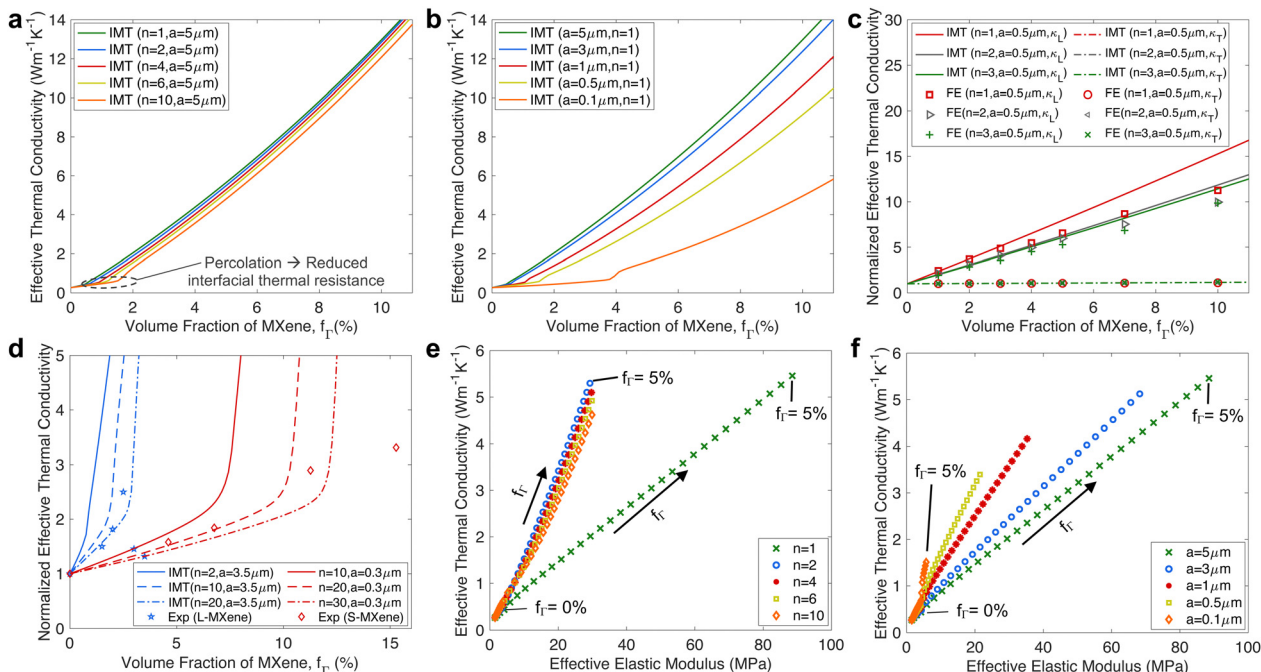 a
Effective Thermal Conductivity (Wm⁻¹K⁻¹)
14
12
10
8
6
4
2
0
IMT (n=1,a=5μm)
IMT (n=2,a=5μm)
IMT (n=4,a=5μm)
IMT (n=6,a=5μm)
IMT (n=10,a=5μm)
Percolation → Reduced
interfacial thermal resistance
0 2 4 6 8 10
Volume Fraction of MXene, f_Γ(%)
b
Effective Thermal Conductivity (Wm⁻¹K⁻¹)
14
12
10
8
6
4
2
0
IMT (a=5μm,n=1)
IMT (a=3μm,n=1)
IMT (a=1μm,n=1)
IMT (a=0.5μm,n=1)
IMT (a=0.1μm,n=1)
0 2 4 6 8 10
Volume Fraction of MXene, f_Γ(%)
c
Normalized Effective Thermal Conductivity
30
25
20
15
10
5
0
IMT (n=1,a=0.5μm,κ_L) IMT (n=1,a=0.5μm,κ_T)
IMT (n=2,a=0.5μm,κ_L) IMT (n=2,a=0.5μm,κ_T)
IMT (n=3,a=0.5μm,κ_L) IMT (n=3,a=0.5μm,κ_T)
FE (n=1,a=0.5μm,κ_L) FE (n=1,a=0.5μm,κ_T)
FE(n=2,a=0.5μm,κ_L) FE(n=2,a=0.5μm,κ_T)
FE (n=3,a=0.5μm,κ_L) FE (n=3,a=0.5μm,κ_T)
0 2 4 6 8 10
Volume Fraction of MXene, f_Γ(%)
d
Normalized Effective Thermal Conductivity
5
4
3
2
1
0
IMT(n=2,a=3.5μm) n=10,a=0.3μm
IMT(n=10,a=3.5μm) n=20,a=0.3μm
IMT(n=20,a=3.5μm) n=30,a=0.3μm
Exp (L-MXene) Exp (S-MXene)
0 5 10 15
Volume Fraction of MXene, f_Γ (%)
e
Effective Thermal Conductivity (Wm⁻¹K⁻¹)
6
5
4
3
2
1
0
f_Γ= 5%
f_Γ= 5%
f_Γ
f_Γ
f_Γ= 0%
n=1
n=2
n=4
n=6
n=10
0 20 40 60 80 100
Effective Elastic Modulus (MPa)
f
Effective Thermal Conductivity (Wm⁻¹K⁻¹)
6
5
4
3
2
1
0
f_Γ= 5%
f_Γ= 5%
f_Γ
f_Γ= 0%
a=5μm
a=3μm
a=1μm
a=0.5μm
a=0.1μm
0 20 40 60 80 100
Effective Elastic Modulus (MPa)